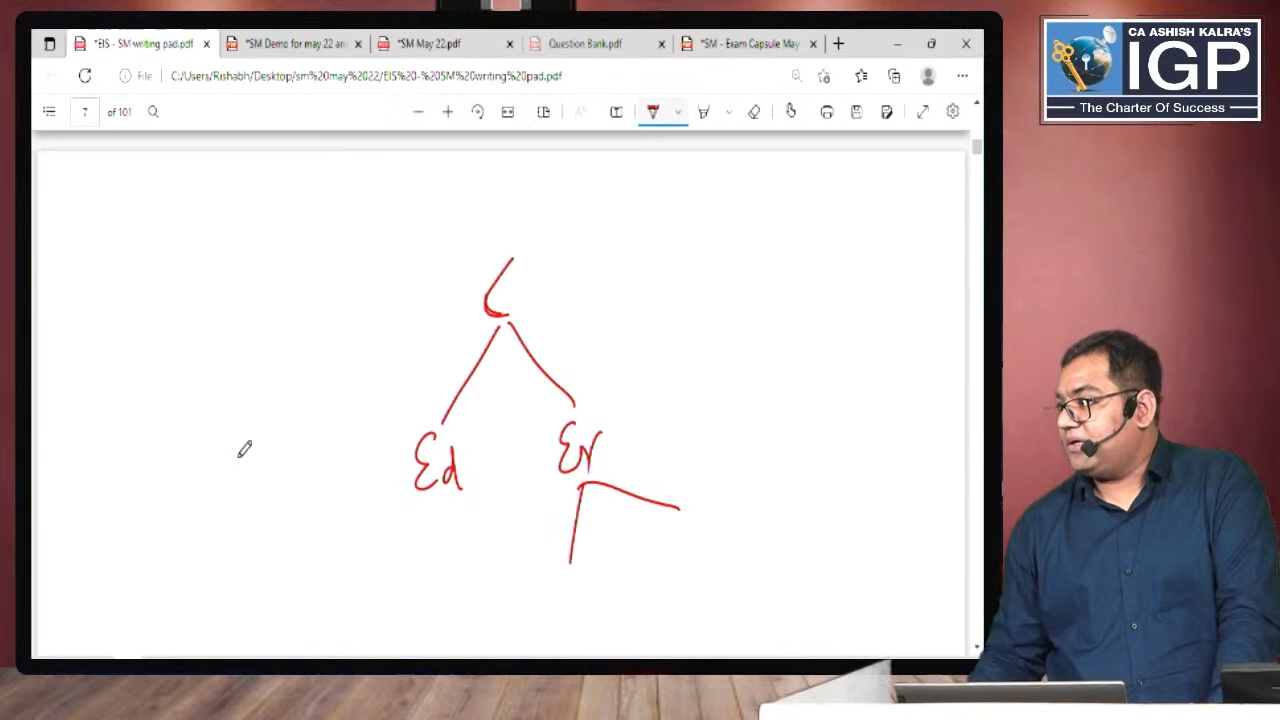 *EIS - SM writing pad.pdf
*SM Demo for may 22 an
*SM May 22.pdf
Question Bank.pdf
*SM - Exam Capsule May
File
C:/Users/Rishabh/Desktop/sm%20may%2022/EIS%20-%20SM%20writing%20pad.pdf
7 of 101
CA ASHISH KALRA'S
IGP
The Charter Of Success
Ed
Er